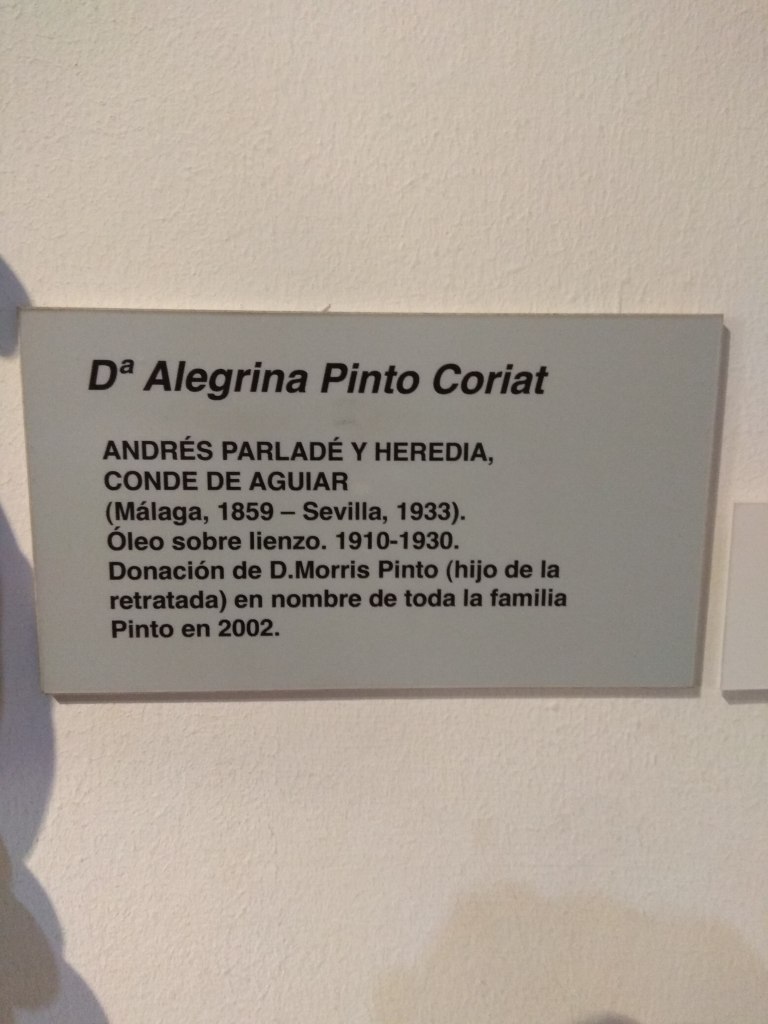 Dª Alegrina Pinto Coriat
ANDRÉS PARLADÉ Y HEREDIA,
CONDE DE AGUIAR
(Málaga, 1859 – Sevilla, 1933).
Óleo sobre lienzo. 1910-1930.
Donación de D.Morris Pinto (hijo de la
retratada) en nombre de toda la familia
Pinto en 2002.